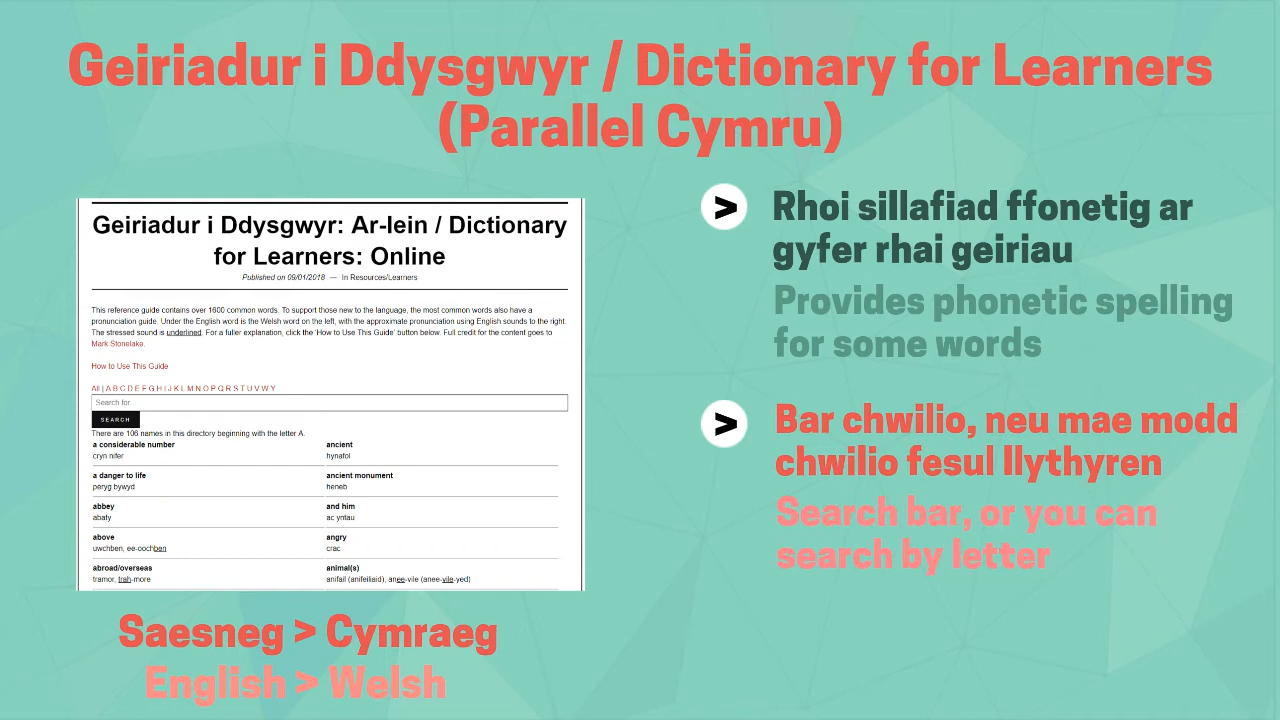 Geiriadur i Ddysgwyr / Dictionary for Learners
(Parallel Cymru)
Geiriadur i Ddysgwyr: Ar-lein / Dictionary
for Learners: Online
Published on 09/01/2018 — In Resources/Learners
This reference guide contains over 1600 common words. To support those new to the language, the most common words also have a
pronunciation guide. Under the English word is the Welsh word on the left, with the approximate pronunciation using English sounds to the right.
The stressed sound is underlined. For a fuller explanation, click the 'How to Use This Guide' button below. Full credit for the content goes to
Mark Stonelake.
How to Use This Guide
All | A B C D E F G H I J K L M N O P Q R S T U V W Y
Search for...
SEARCH
There are 106 names in this directory beginning with the letter A.
a considerable number
cryn nifer
ancient
hynafol
a danger to life
peryg bywyd
ancient monument
heneb
abbey
abaty
and him
ac yntau
above
uwchben, ee-oochben
angry
crac
abroad/overseas
tramor, trah-more
animal(s)
anifail (anifeiliaid), anee-vile (anee-vile-yed)
Saesneg > Cymraeg
English > Welsh
> Rhoi sillafiad ffonetig ar
gyfer rhai geiriau
Provides phonetic spelling
for some words
> Bar chwilio, neu mae modd
chwilio fesul llythyren
Search bar, or you can
search by letter